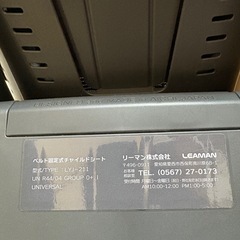 ベルト固定式チャイルドシート
型式/TYPE
UN R44/04 GROUP 0+, I
UNIVERSAL
リーマン株式会社 LEAMAN
TEL. (0567) 27-0173
AM10:00-12:00 PM1:00-5:00